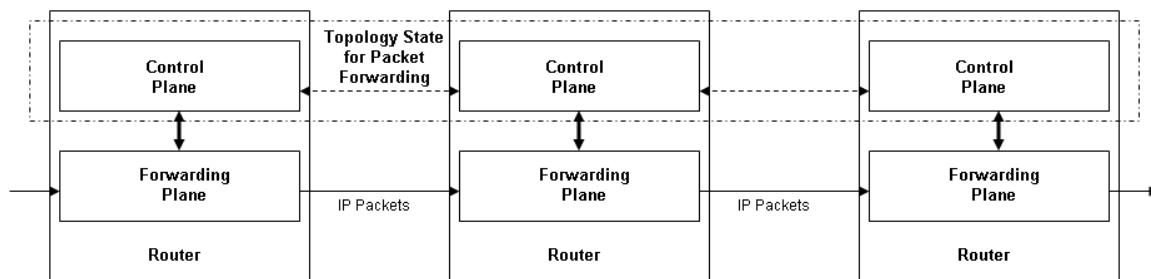 Topology State
for Packet
Forwarding
Control
Plane
Control
Plane
Control
Plane
Forwarding
Plane
IP Packets
Forwarding
Plane
IP Packets
Forwarding
Plane
Router
Router
Router